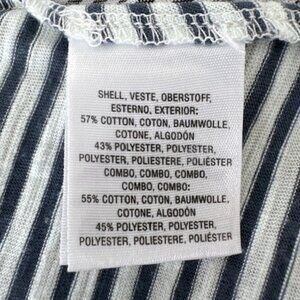 SHELL, VESTE, OBERSTOFF,
ESTERNO, EXTERIOR:
57% COTTON, COTON, BAUMWOLLE,
COTONE, ALGODÓN
43% POLYESTER, POLYESTER,
POLYESTER, POLIESTERE, POLIÉSTER
COMBO, COMBO, COMBO,
COMBO, COMBO:
55% COTTON, COTON, BAUMWOLLE,
COTONE, ALGODÓN
45% POLYESTER, POLYESTER,
POLYESTER, POLIESTERE, POLIÉSTER